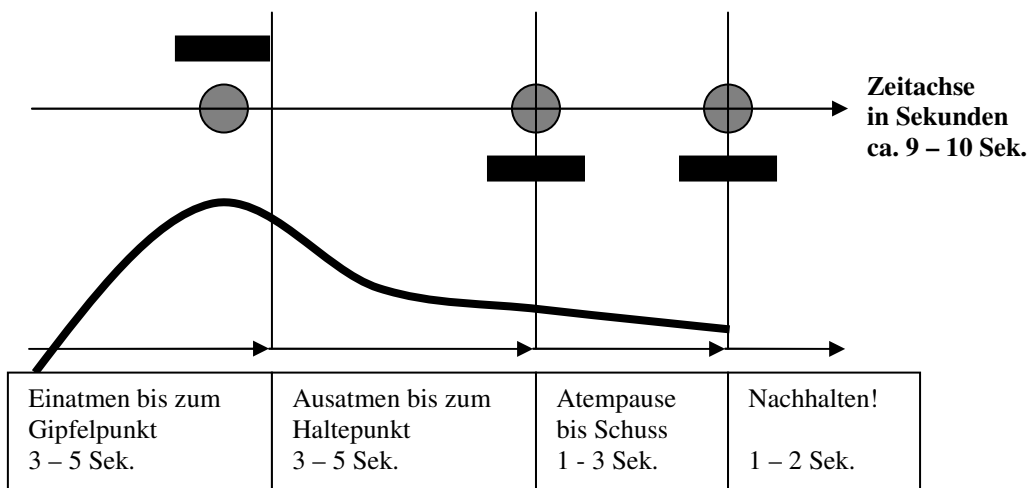 Zeitachse
in Sekunden
ca. 9 – 10 Sek.
Einatmen bis zum
Gipfelpunkt
3 – 5 Sek.
Ausatmen bis zum
Haltepunkt
3 – 5 Sek.
Atempause
bis Schuss
1 - 3 Sek.
Nachhalten!
1 – 2 Sek.